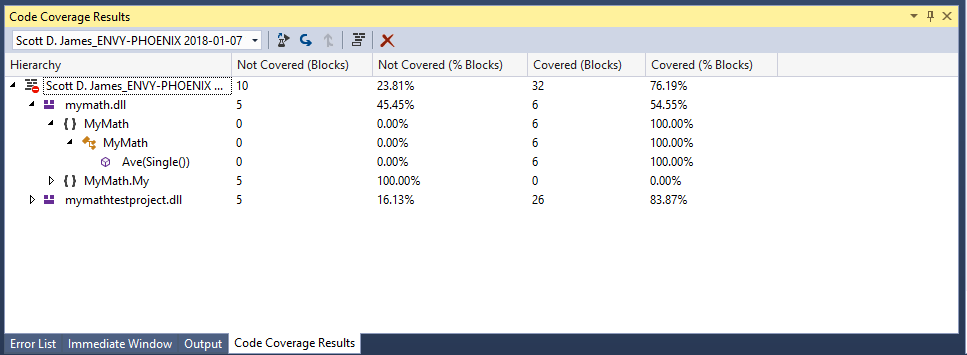 Code Coverage Results
Scott D. James_ENVY-PHOENIX 2018-01-07
Hierarchy Not Covered (Blocks) Not Covered (% Blocks) Covered (Blocks) Covered (% Blocks)
Scott D. James_ENVY-PHOENIX ... 10 23.81% 32 76.19%
mymath.dll 5 45.45% 6 54.55%
{ } MyMath 0 0.00% 6 100.00%
MyMath 0 0.00% 6 100.00%
Ave(Single()) 0 0.00% 6 100.00%
{ } MyMath.My 5 100.00% 0 0.00%
mymathtestproject.dll 5 16.13% 26 83.87%
Error List Immediate Window Output Code Coverage Results